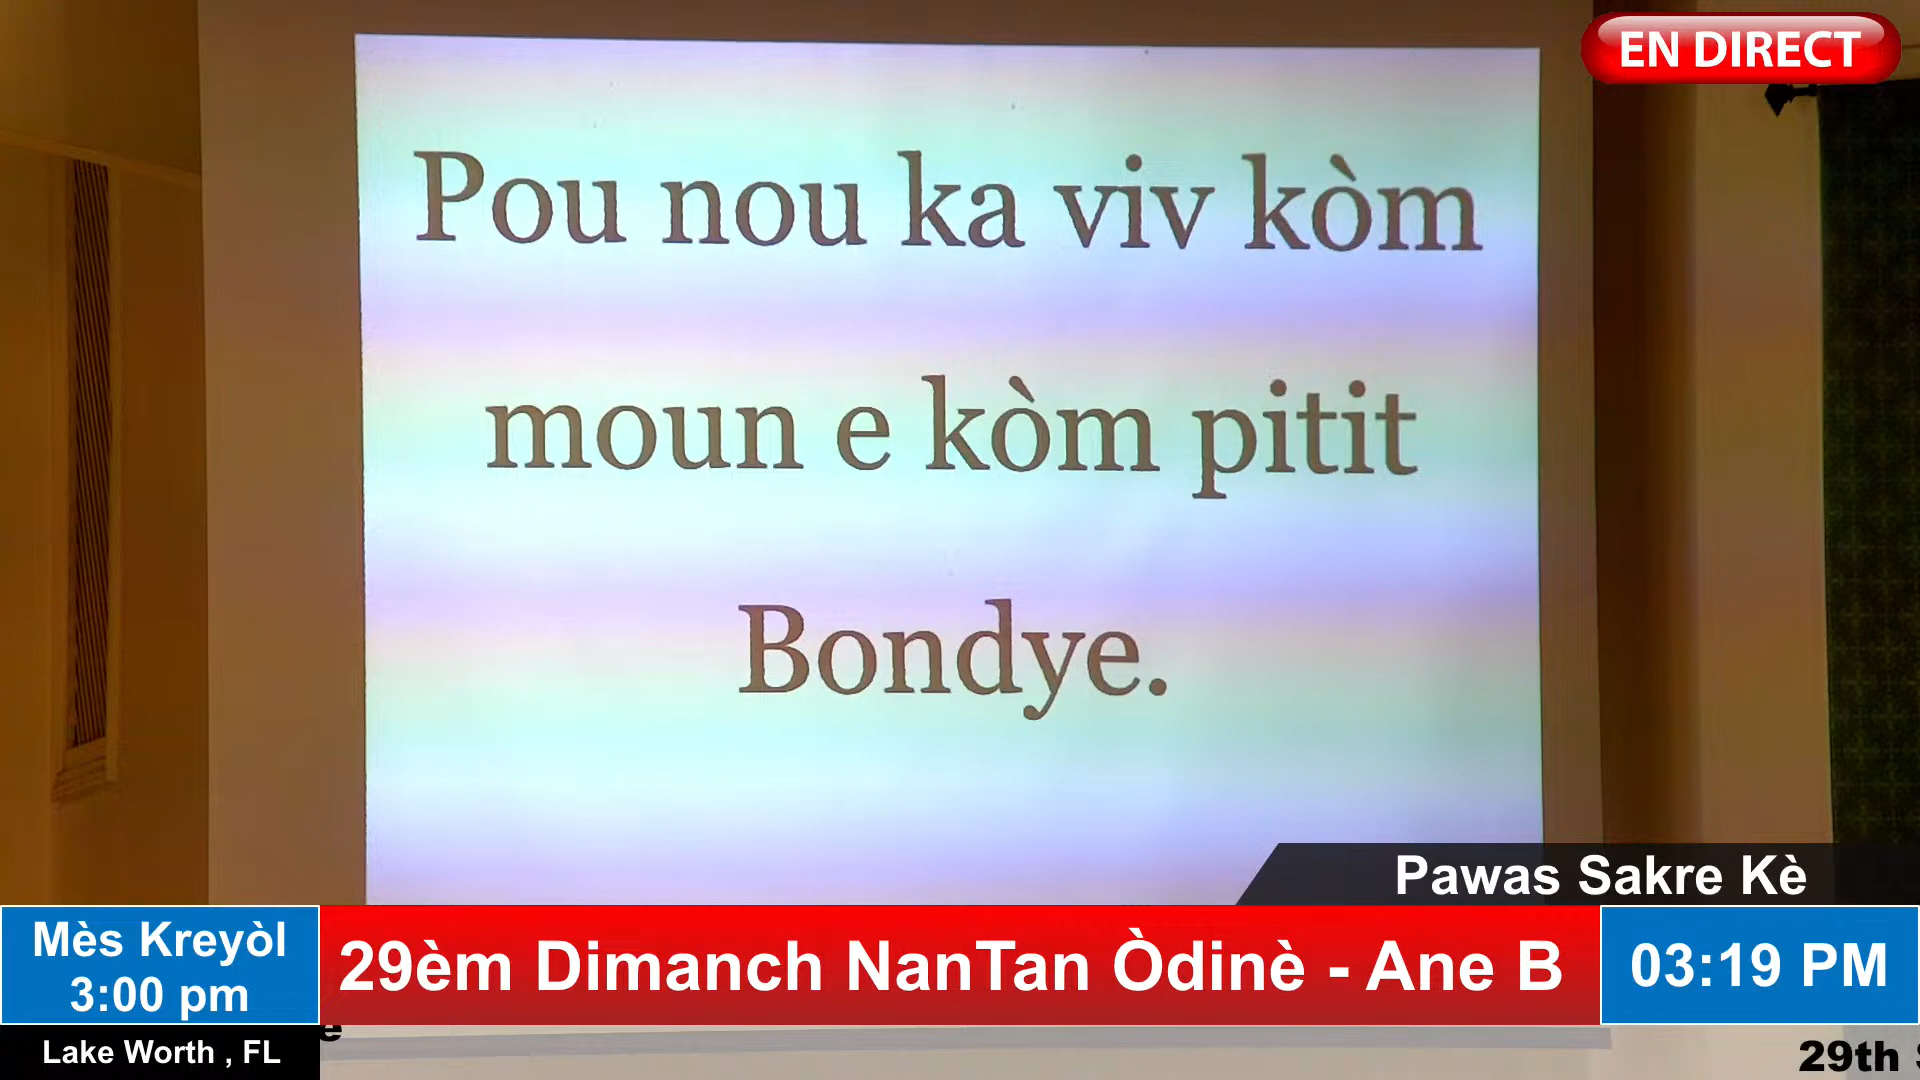 EN DIRECT
Pou nou ka viv kòm
moun e kòm pitit
Bondye.
Pawas Sakre Kè
Mès Kreyòl
3:00 pm
29èm Dimanch NanTan Òdinè - Ane B
03:19 PM
Lake Worth , FL
29th